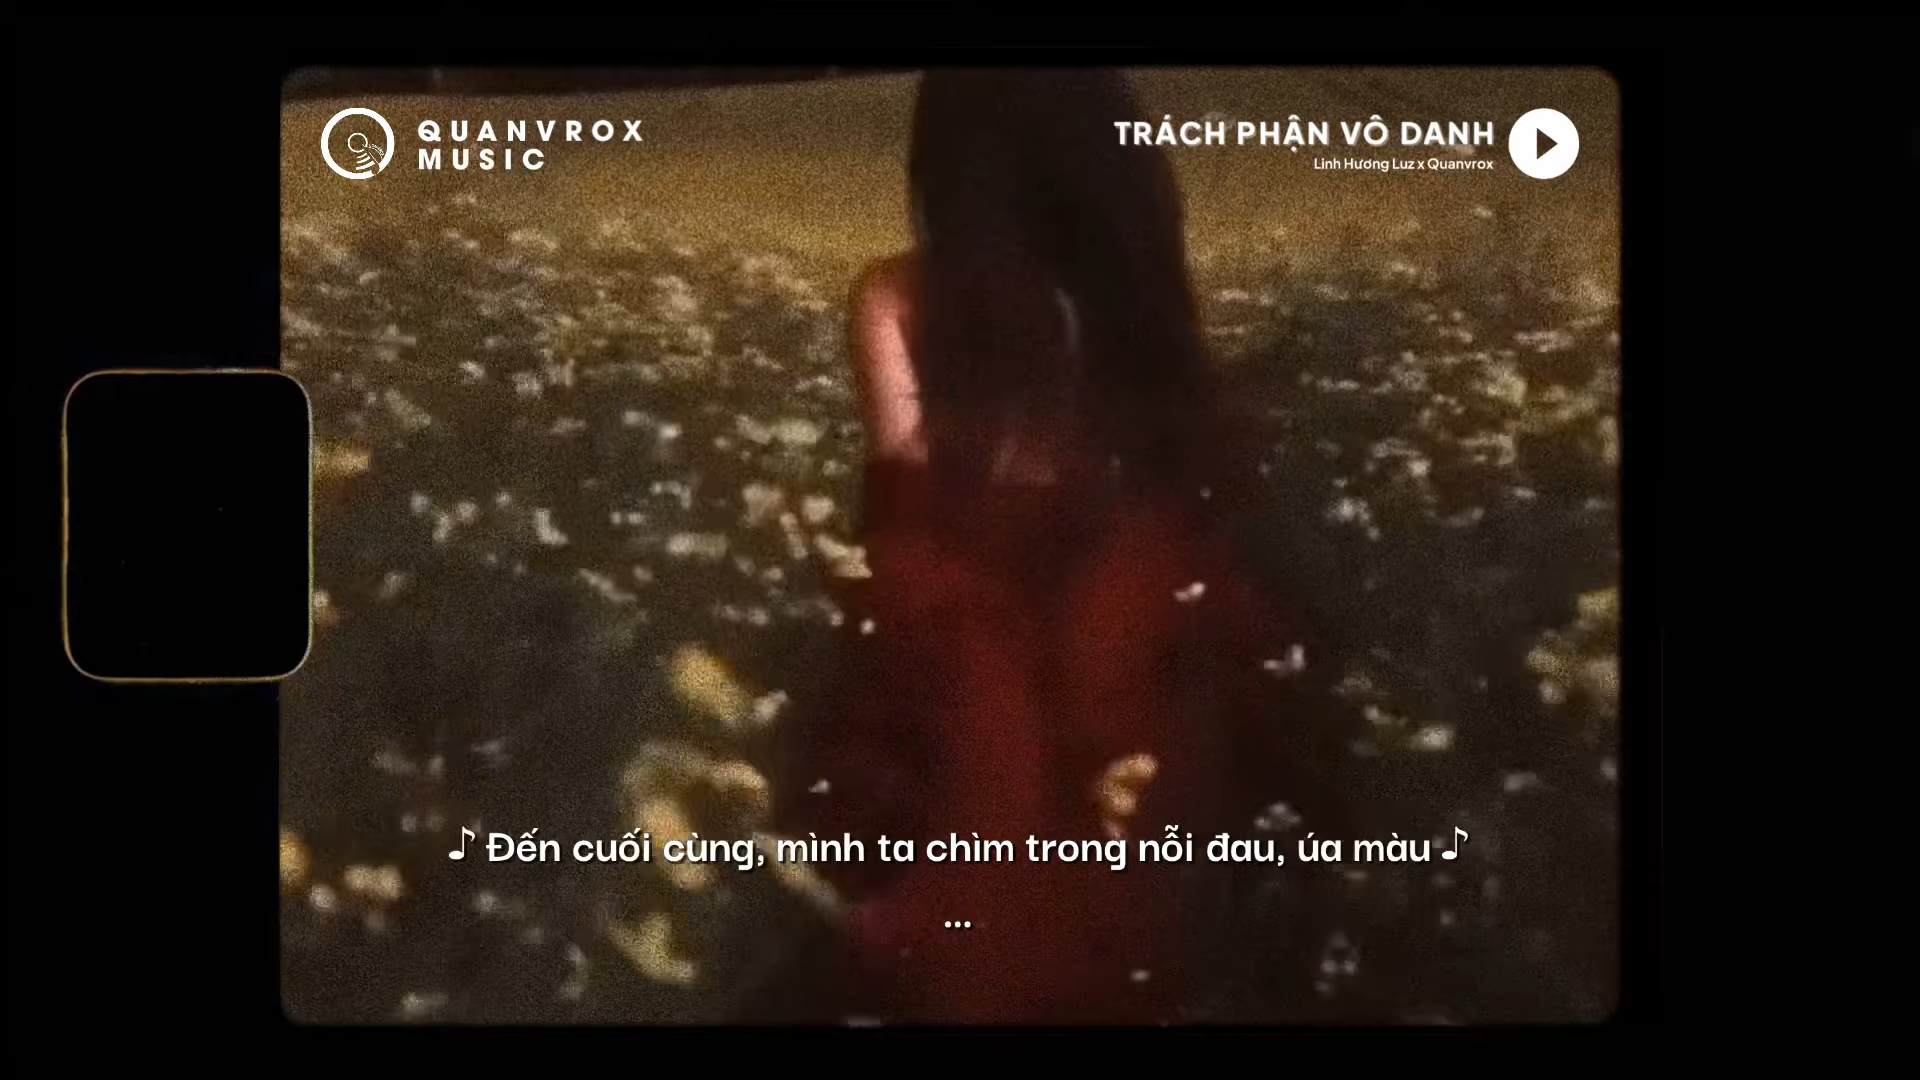 QUANVROX
MUSIC
TRÁCH PHẬN VÔ DANH
Linh Hương Luz x Quanvrox
♪ Đến cuối cùng, mình ta chìm trong nỗi đau, úa màu ♪
...